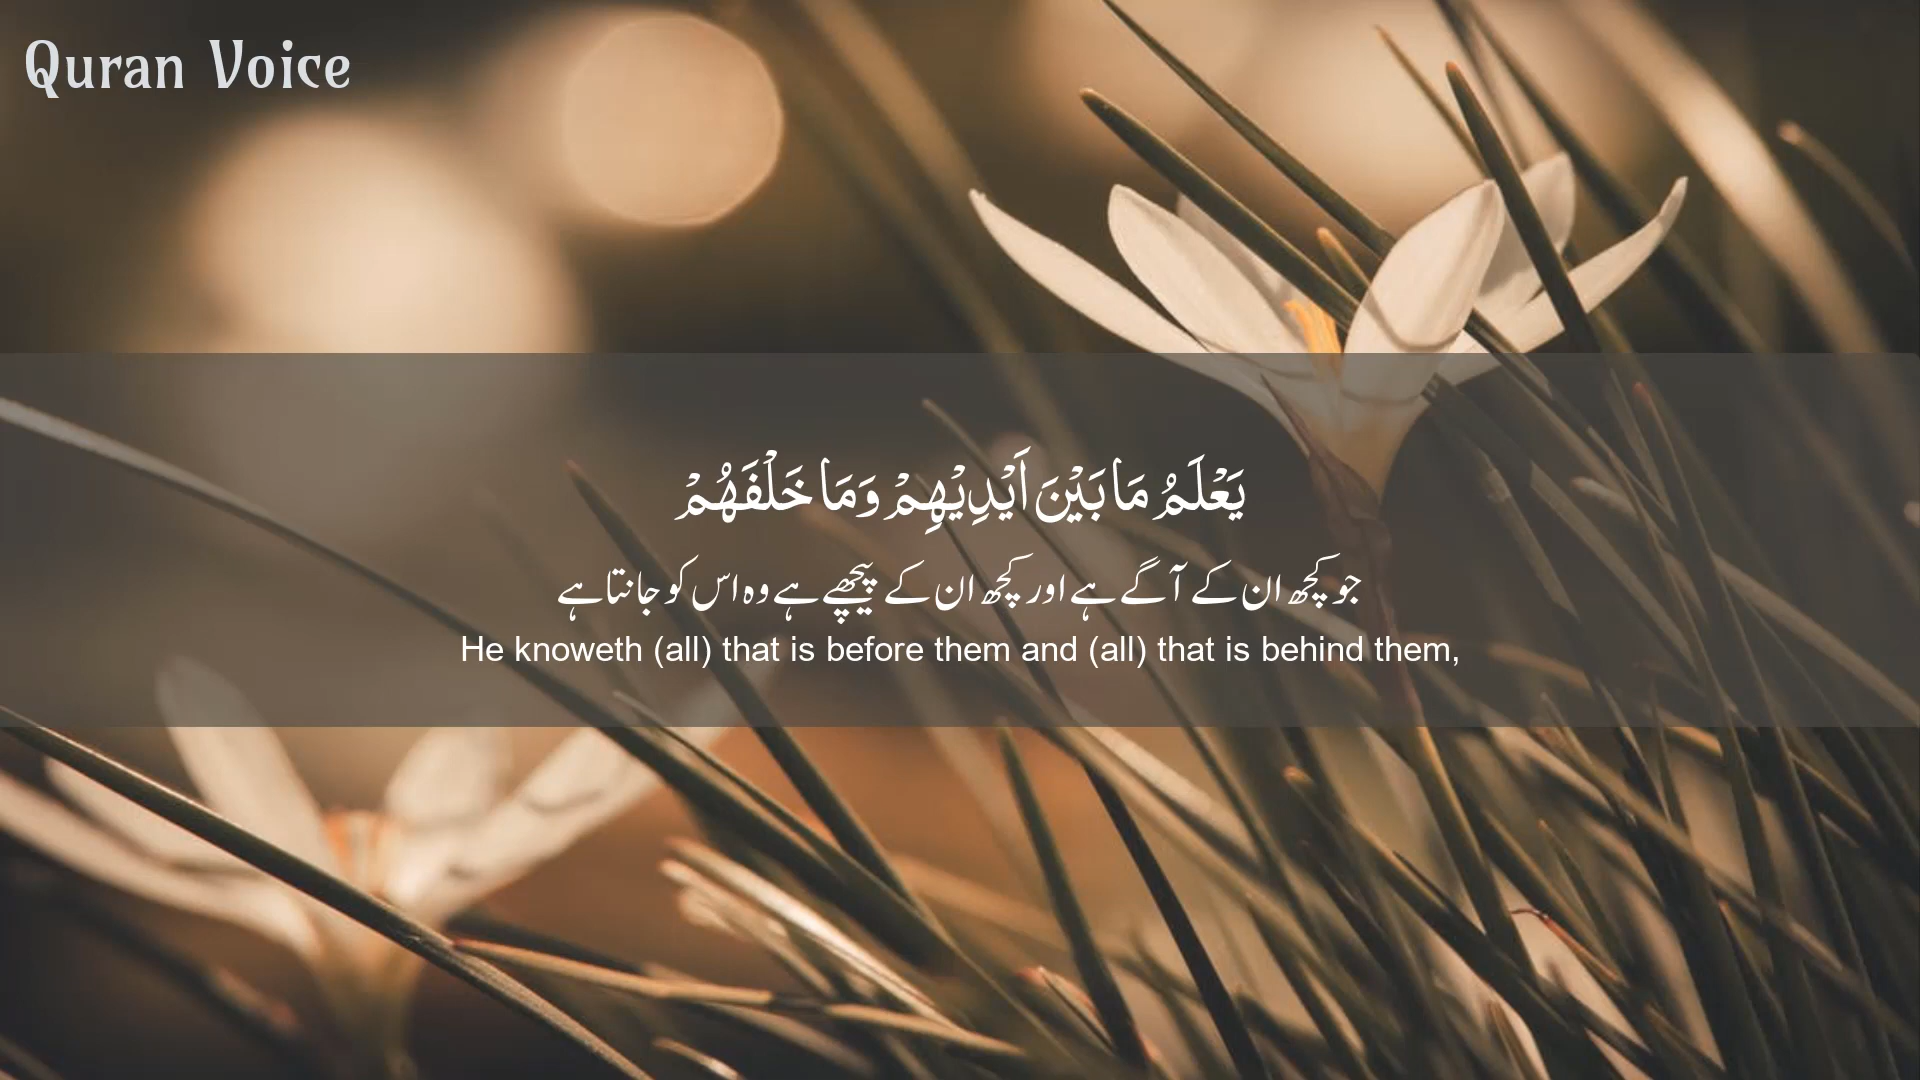 Quran Voice
يَعْلَمُ مَا بَيْنَ اَيْدِيْهِمْ وَمَا خَلْفَهُمْ
جو کچھ ان کے آگے ہے اور کچھ ان کے پیچھے ہے وہ اس کو جانتا ہے
He knoweth (all) that is before them and (all) that is behind them,